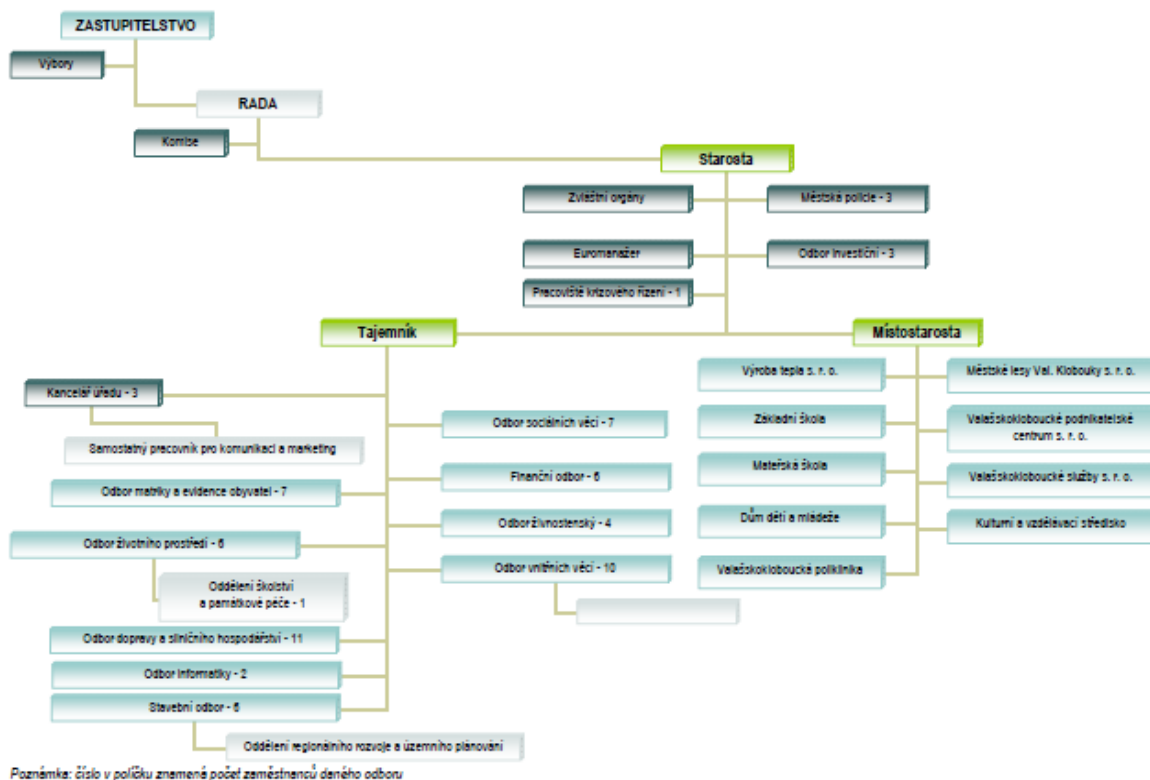 ZASTUPITELSTVO
Výbory
RADA
Komise
Starosta
Zvláštní orgány
Městská policie - 3
Euromanažer
Odbor investiční - 3
Pracoviště krizového řízení - 1
Tajemník
Místostarosta
Kancelář úřadu - 3
Samostatný pracovník pro komunikaci a marketing
Odbor matriky a evidence obyvatel - 7
Odbor životního prostředí - 6
Oddělení školství
a památkové péče - 1
Odbor dopravy a silničního hospodářství - 11
Odbor informatiky - 2
Stavební odbor - 6
Oddělení regionálního rozvoje a územního plánování
Odbor sociálních věcí - 7
Finanční odbor - 6
Odbor živnostenský - 4
Odbor vnitřních věcí - 10
Výroba tepla s. r. o.
Základní škola
Mateřská škola
Dům dětí a mládeže
Valašskokloboucká poliklinika
Městské lesy Val. Klobouky s. r. o.
Valašskokloboucké podnikatelské
centrum s. r. o.
Valašskokloboucké služby s. r. o.
Kulturní a vzdělávací středisko
Poznámka: číslo v políčku znamená počet zaměstnanců daného odboru